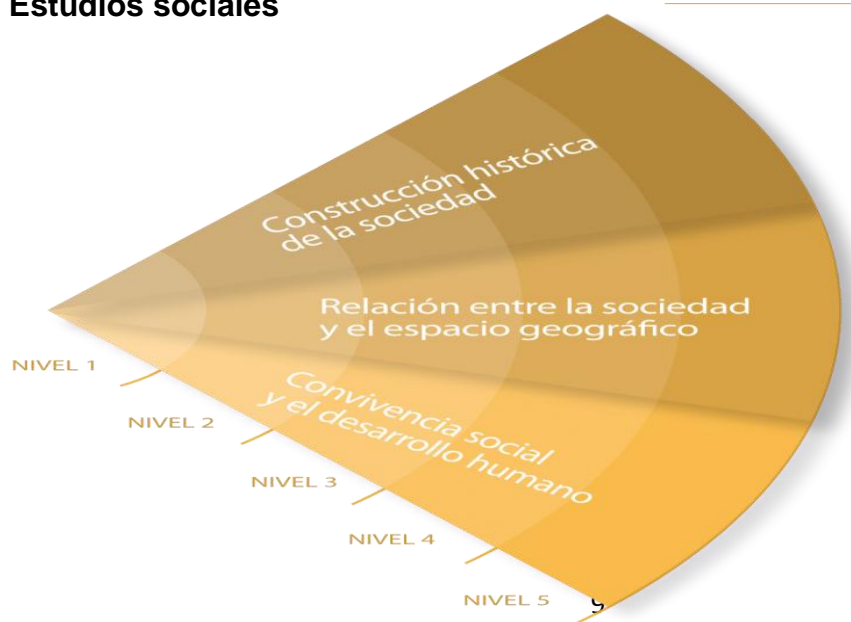 Estudios sociales
Construcción histórica
de la sociedad
Relación entre la sociedad
y el espacio geográfico
Convivencia social
y el desarrollo humano
NIVEL 1
NIVEL 2
NIVEL 3
NIVEL 4
NIVEL 5
9